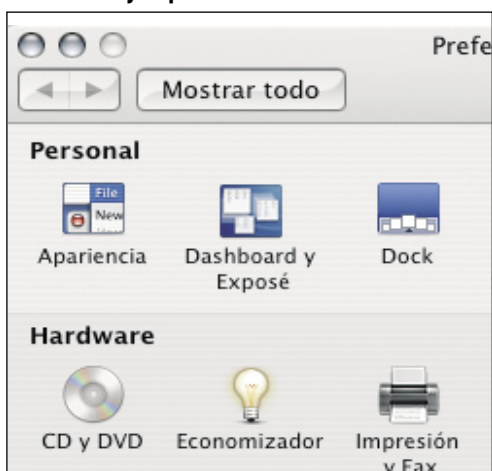 Prefe
Mostrar todo
Personal
File
New
Apariencia
Dashboard y
Exposé
Dock
Hardware
CD y DVD
Economizador
Impresión
y Fax